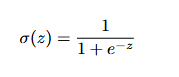 σ(z) = 1 / (1 + e^{-z})